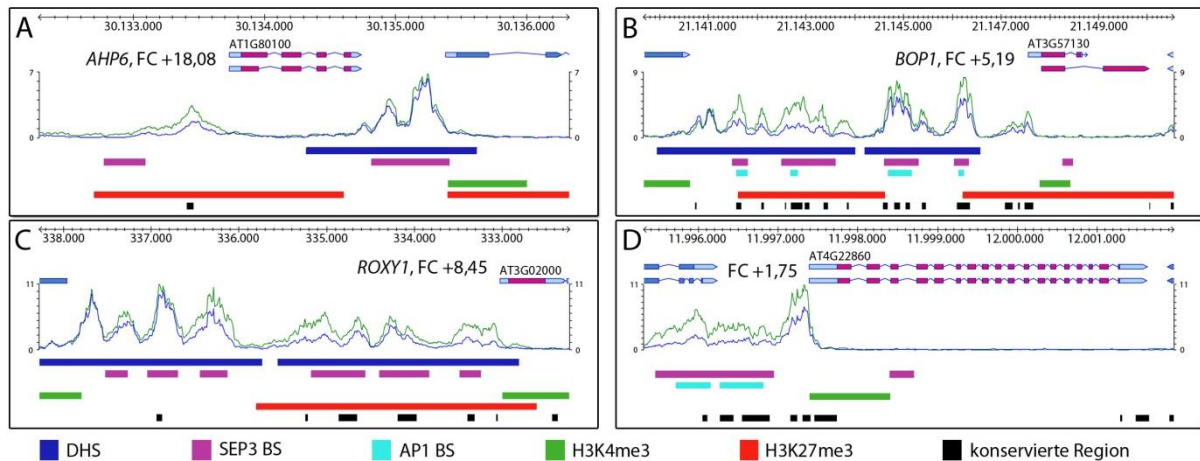 A
30.133.000 30.134.000 30.135.000 30.136.000
AT1G80100
AHP6, FC +18,08
7 7
0 0
B
21.141.000 21.143.000 21.145.000 21.147.000 21.149.000
AT3G57130
BOP1, FC +5,19
9 9
0 0
C
338.000 337.000 336.000 335.000 334.000 333.000
ROXY1, FC +8,45 AT3G02000
11 11
0 0
D
11.996.000 11.997.000 11.998.000 11.999.000 12.000.000 12.001.000
FC +1,75 AT4G22860
11 11
0 0
DHS SEP3 BS AP1 BS H3K4me3 H3K27me3 konservierte Region